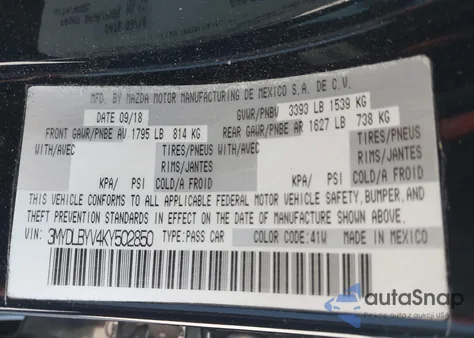 MFD. BY MAZDA MOTOR MANUFACTURING DE MEXICO S.A. DE C.V.
DATE 09/18 GVWR/PNBV 3393 LB 1539 KG
FRONT GAWR/PNBE AV 1795 LB 814 KG REAR GAWR/PNBE AR 1627 LB 738 KG
WITH/AVEC TIRES/PNEUS WITH/AVEC TIRES/PNEUS
RIMS/JANTES RIMS/JANTES
KPA/ PSI COLD/A FROID KPA/ PSI COLD/A FROID
THIS VEHICLE CONFORMS TO ALL APPLICABLE FEDERAL MOTOR VEHICLE SAFETY, BUMPER, AND
THEFT PREVENTION STANDARDS IN EFFECT ON THE DATE OF MANUFACTURE SHOWN ABOVE.
VIN: 3MYDLBYV4KY502850 TYPE:PASS CAR COLOR CODE:41W MADE IN MEXICO
autoSnap
Pojazdy z aukcji USA